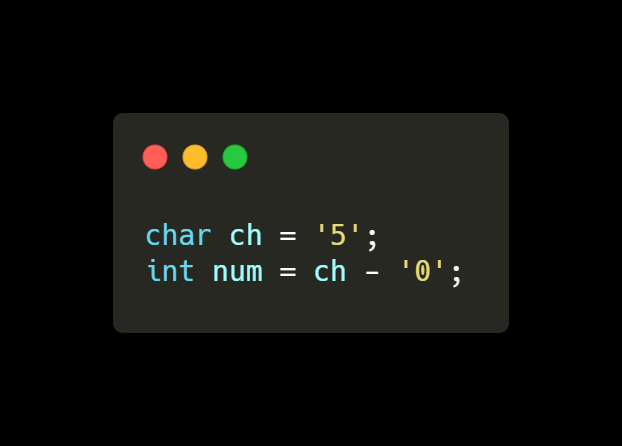 char ch = '5';
int num = ch - '0';